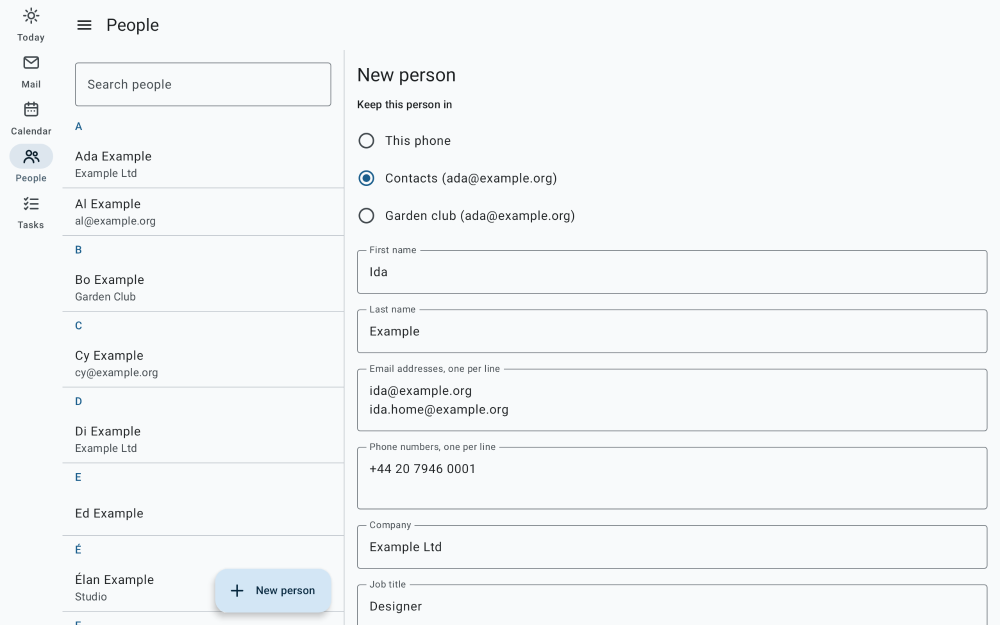 Today
Mail
Calendar
People
Tasks
People
Search people
A
Ada Example
Example Ltd
Al Example
al@example.org
B
Bo Example
Garden Club
C
Cy Example
cy@example.org
D
Di Example
Example Ltd
E
Ed Example
É
Élan Example
Studio
New person
New person
Keep this person in
This phone
Contacts (ada@example.org)
Garden club (ada@example.org)
First name
Ida
Last name
Example
Email addresses, one per line
ida@example.org
ida.home@example.org
Phone numbers, one per line
+44 20 7946 0001
Company
Example Ltd
Job title
Designer